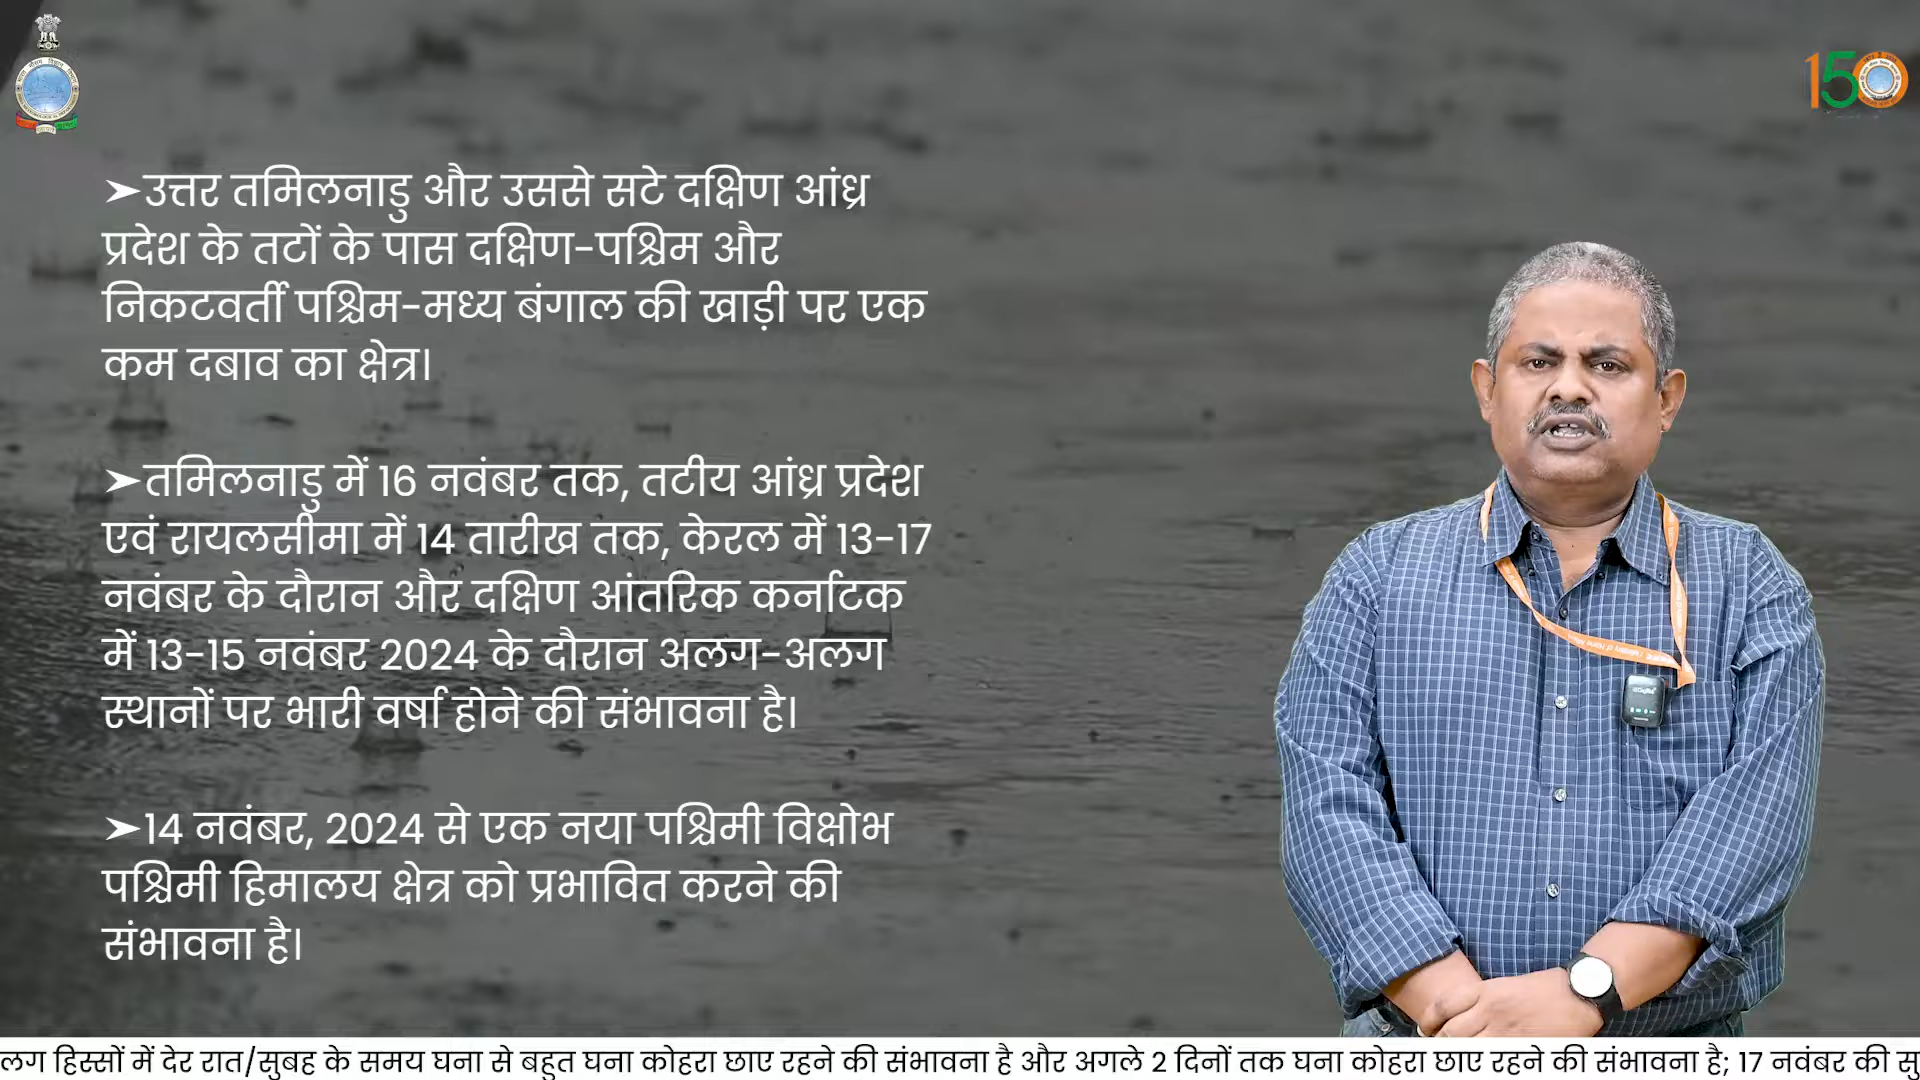 150
➤उत्तर तमिलनाडु और उससे सटे दक्षिण आंध्र
प्रदेश के तटों के पास दक्षिण-पश्चिम और
निकटवर्ती पश्चिम-मध्य बंगाल की खाड़ी पर एक
कम दबाव का क्षेत्र।
➤तमिलनाडु में 16 नवंबर तक, तटीय आंध्र प्रदेश
एवं रायलसीमा में 14 तारीख तक, केरल में 13-17
नवंबर के दौरान और दक्षिण आंतरिक कर्नाटक
में 13-15 नवंबर 2024 के दौरान अलग-अलग
स्थानों पर भारी वर्षा होने की संभावना है।
➤14 नवंबर, 2024 से एक नया पश्चिमी विक्षोभ
पश्चिमी हिमालय क्षेत्र को प्रभावित करने की
संभावना है।
लग हिस्सों में देर रात/सुबह के समय घना से बहुत घना कोहरा छाए रहने की संभावना है और अगले 2 दिनों तक घना कोहरा छाए रहने की संभावना है; 17 नवंबर की सु